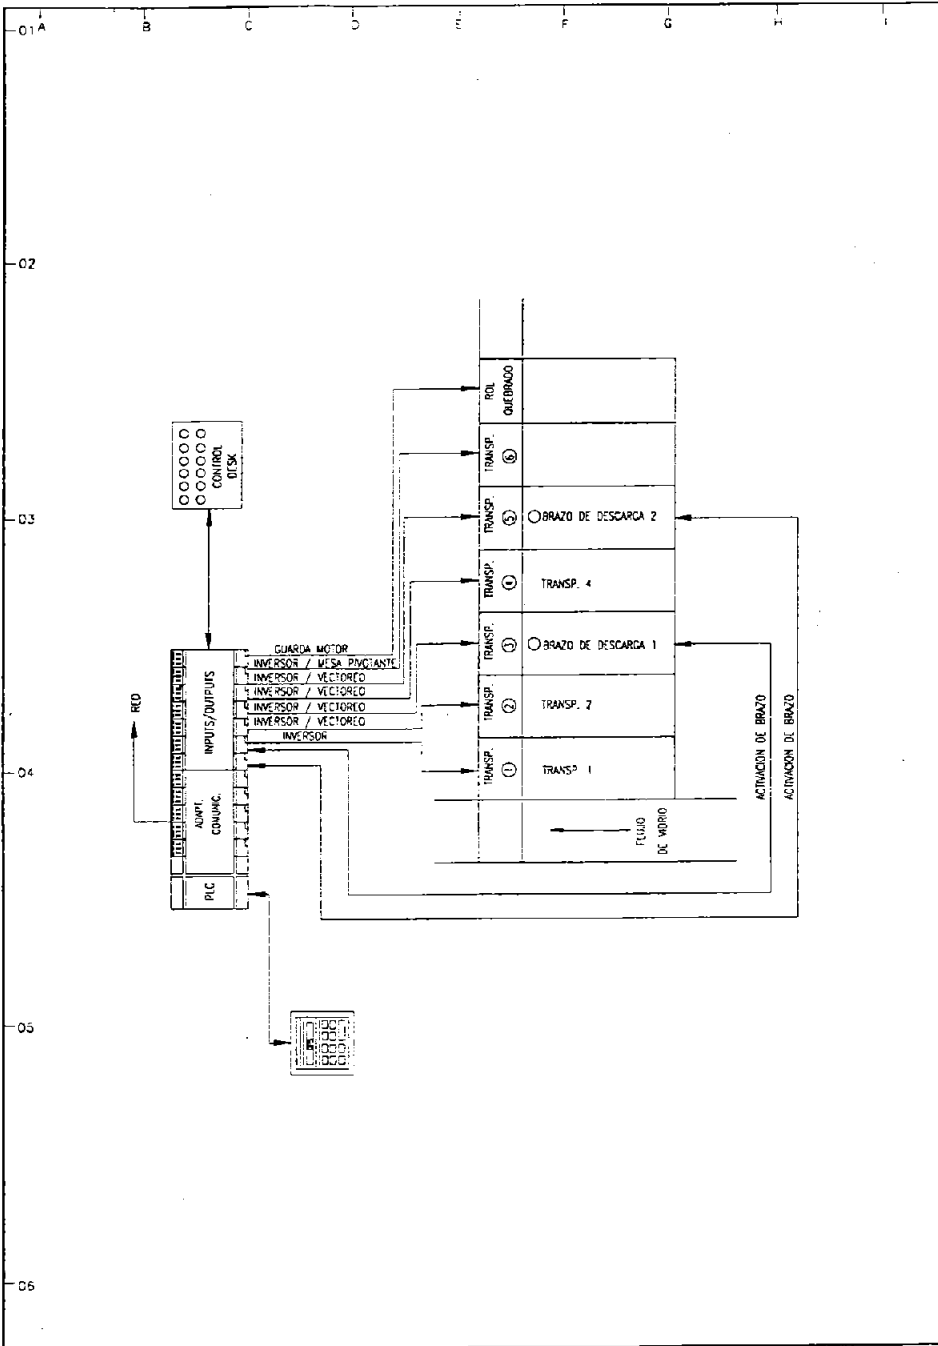 A B C D E F G H I
01
02
03
04
05
06
RED
CONTROL
DESK
INPUTS/OUTPUTS
ADAPT.
COMUNIC.
PLC
GUARDA MOTOR
INVERSOR / MESA PIVOTANTE
INVERSOR / VECTOREO
INVERSOR / VECTOREO
INVERSOR / VECTOREO
INVERSOR / VECTOREO
INVERSOR
ROL
QUEBRADO
TRANSP.
6
TRANSP.
5
BRAZO DE DESCARGA 2
TRANSP.
4
TRANSP. 4
TRANSP.
3
BRAZO DE DESCARGA 1
TRANSP.
2
TRANSP. 2
TRANSP.
1
TRANSP 1
FLUJO
DE VIDRIO
ACTIVACION DE BRAZO
ACTIVACION DE BRAZO